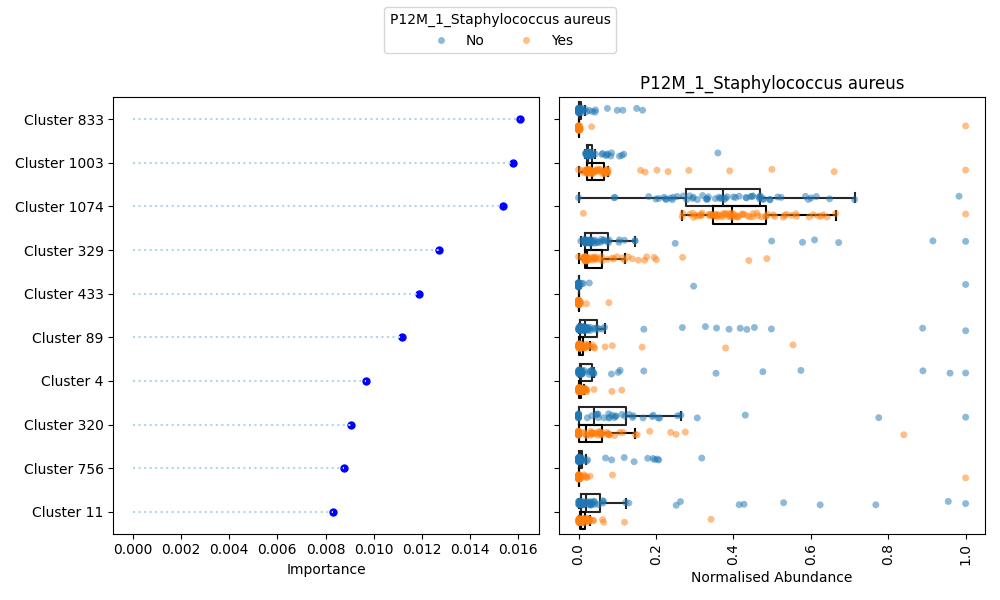 P12M_1_Staphylococcus aureus
No Yes
P12M_1_Staphylococcus aureus
Cluster 833
Cluster 1003
Cluster 1074
Cluster 329
Cluster 433
Cluster 89
Cluster 4
Cluster 320
Cluster 756
Cluster 11
0.000 0.002 0.004 0.006 0.008 0.010 0.012 0.014 0.016
Importance
0.0 0.2 0.4 0.6 0.8 1.0
Normalised Abundance